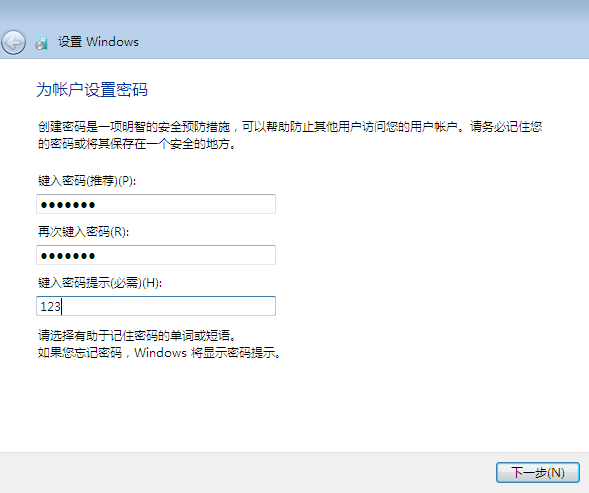 设置 Windows
为帐户设置密码
创建密码是一项明智的安全预防措施，可以帮助防止其他用户访问您的用户帐户。请务必记住您
的密码或将其保存在一个安全的地方。
键入密码(推荐)(P):
●●●●●●●
再次键入密码(R):
●●●●●●●
键入密码提示(必需)(H):
123
请选择有助于记住密码的单词或短语。
如果您忘记密码，Windows 将显示密码提示。
下一步(N)